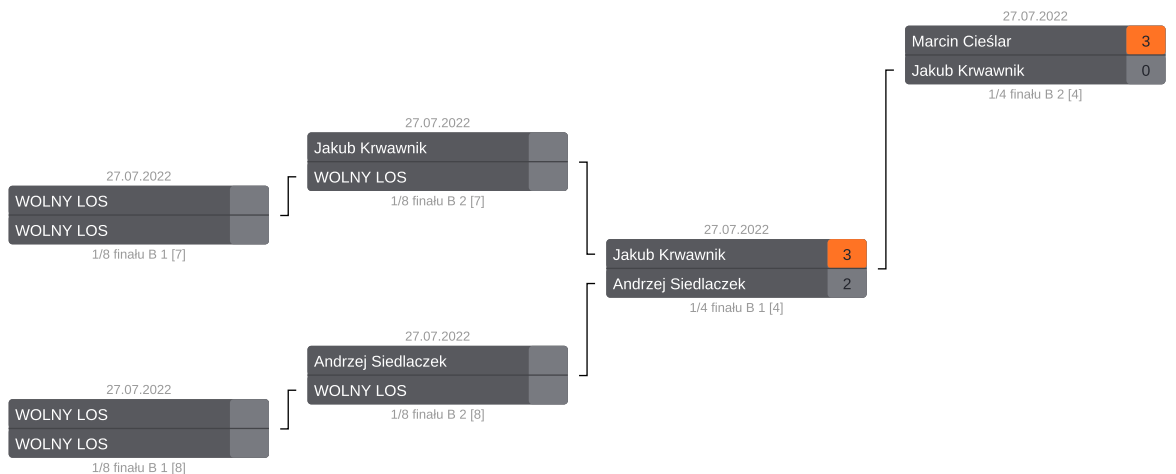 27.07.2022
WOLNY LOS
WOLNY LOS
1/8 finału B 1 [7]
27.07.2022
WOLNY LOS
WOLNY LOS
1/8 finału B 1 [8]
27.07.2022
Jakub Krwawnik
WOLNY LOS
1/8 finału B 2 [7]
27.07.2022
Andrzej Siedlaczek
WOLNY LOS
1/8 finału B 2 [8]
27.07.2022
Jakub Krwawnik 3
Andrzej Siedlaczek 2
1/4 finału B 1 [4]
27.07.2022
Marcin Cieślar 3
Jakub Krwawnik 0
1/4 finału B 2 [4]